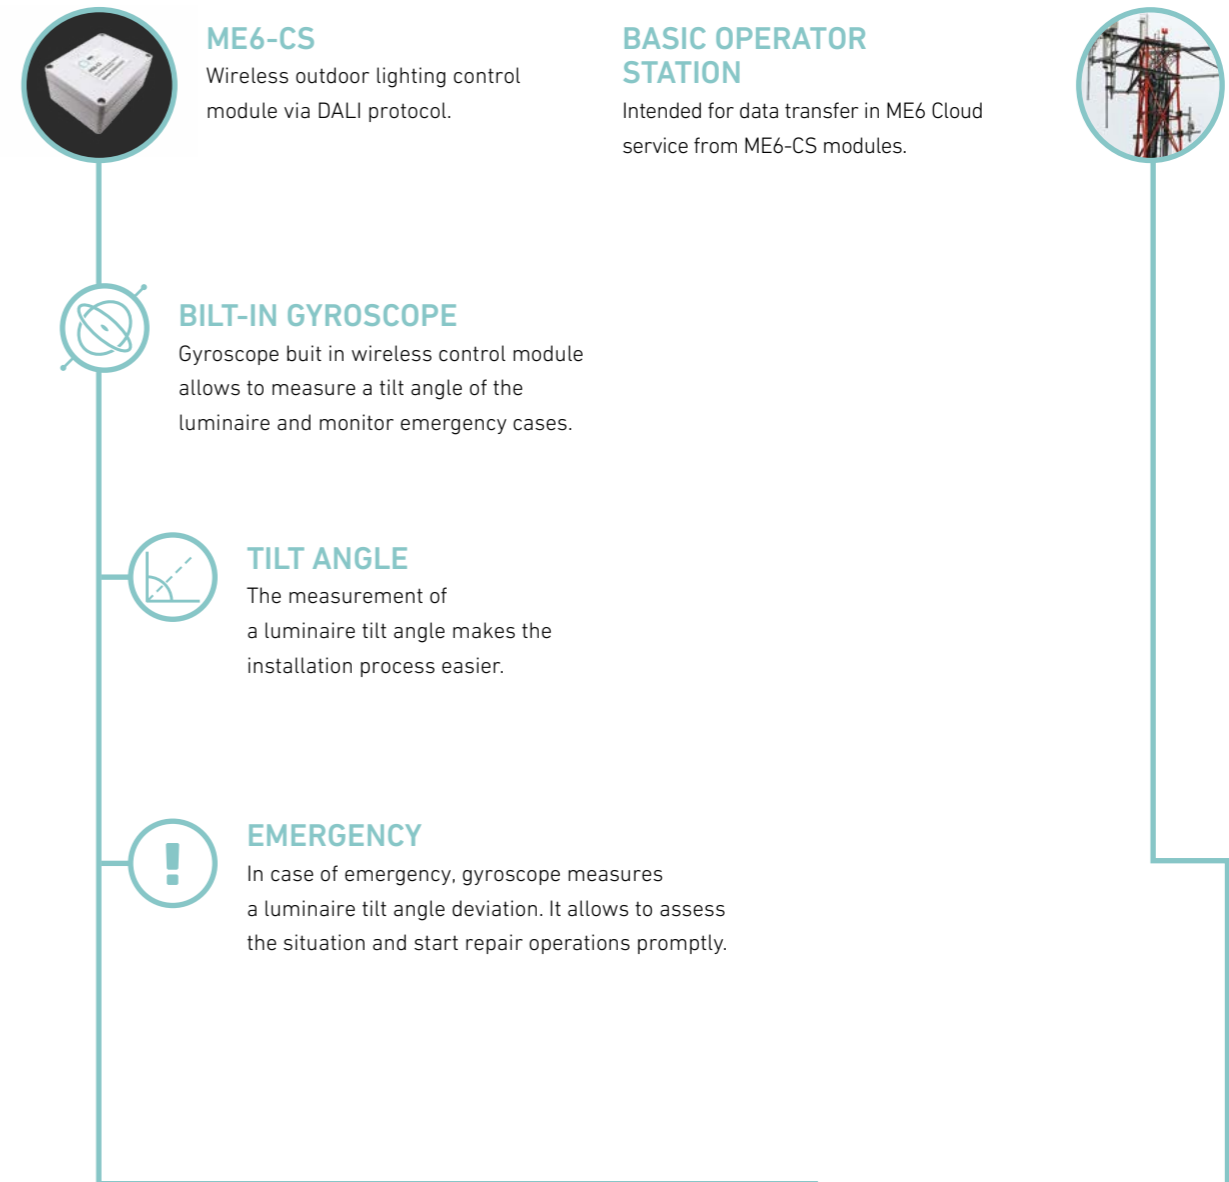 ME6-CS
Wireless outdoor lighting control
module via DALI protocol.
BASIC OPERATOR
STATION
Intended for data transfer in ME6 Cloud
service from ME6-CS modules.
BILT-IN GYROSCOPE
Gyroscope buit in wireless control module
allows to measure a tilt angle of the
luminaire and monitor emergency cases.
TILT ANGLE
The measurement of
a luminaire tilt angle makes the
installation process easier.
!
EMERGENCY
In case of emergency, gyroscope measures
a luminaire tilt angle deviation. It allows to assess
the situation and start repair operations promptly.